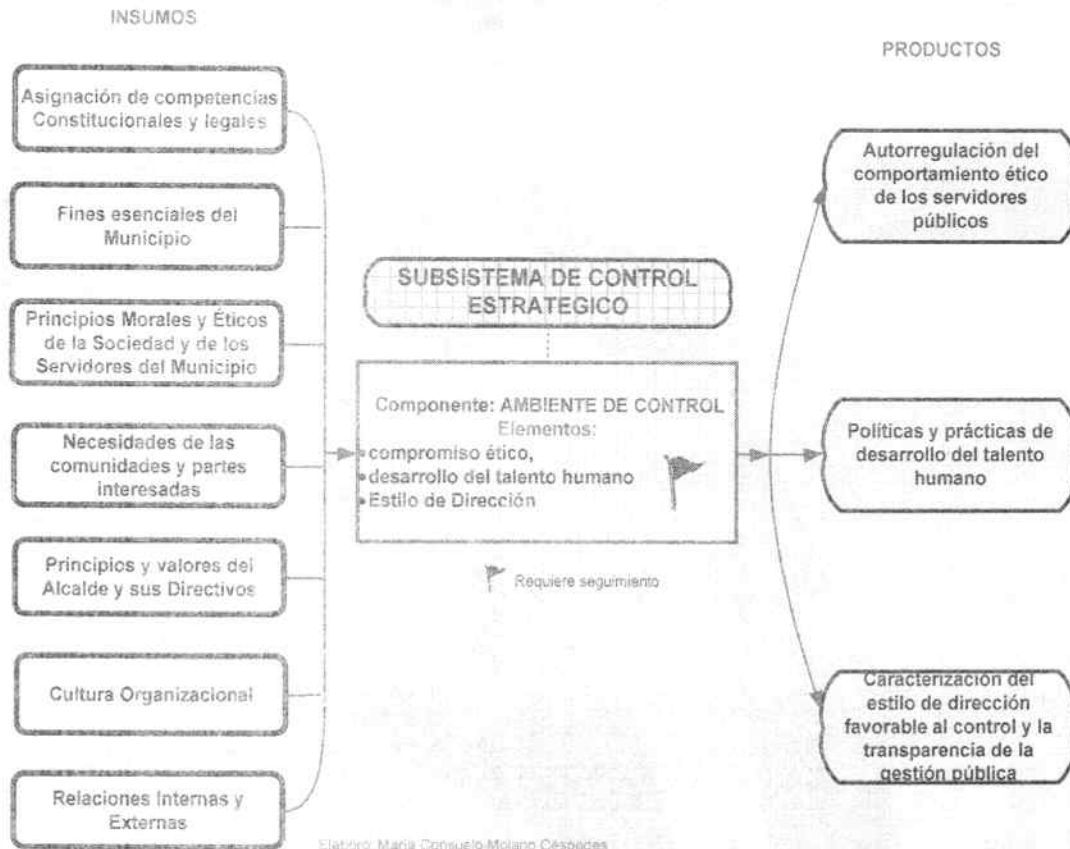 INSUMOS
Asignación de competencias
Constitucionales y legales
Fines esenciales del
Municipio
Principios Morales y Éticos
de la Sociedad y de los
Servidores del Municipio
Necesidades de las
comunidades y partes
interesadas
Principios y valores del
Alcalde y sus Directivos
Cultura Organizacional
Relaciones Internas y
Externas
SUBSISTEMA DE CONTROL
ESTRATEGICO
Componente: AMBIENTE DE CONTROL
Elementos:
•compromiso ético,
•desarrollo del talento humano
•Estilo de Dirección
Requiere seguimiento
PRODUCTOS
Autorregulación del
comportamiento ético
de los servidores
públicos
Políticas y prácticas de
desarrollo del talento
humano
Caracterización del
estilo de dirección
favorable al control y la
transparencia de la
gestión pública
Elaboro: María Consuelo Molano Céspedes